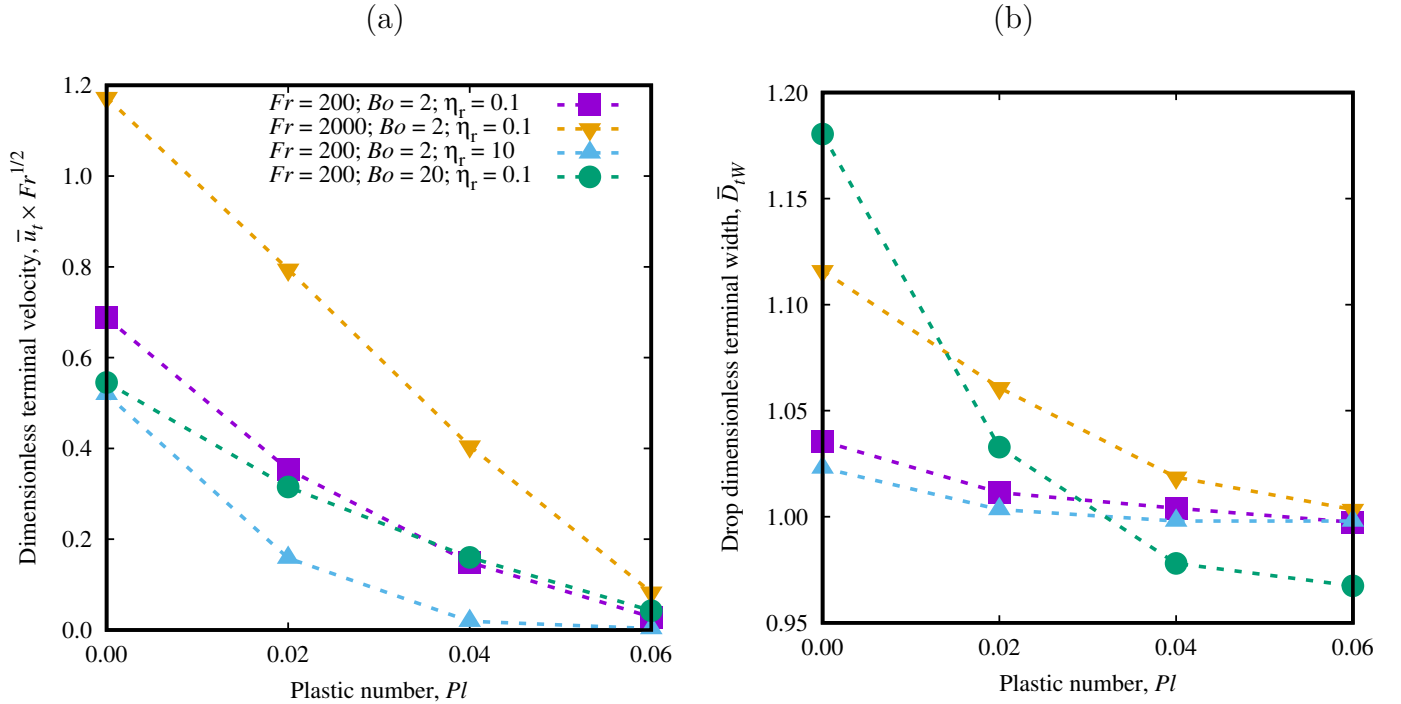 (a)
Dimensionless terminal velocity, ū_t × Fr^{1/2}
1.2
1.0
0.8
0.6
0.4
0.2
0.0
Fr = 200; Bo = 2; η_r = 0.1
Fr = 2000; Bo = 2; η_r = 0.1
Fr = 200; Bo = 2; η_r = 10
Fr = 200; Bo = 20; η_r = 0.1
0.00 0.02 0.04 0.06
Plastic number, Pl
(b)
Drop dimensionless terminal width, D̄_{tW}
1.20
1.15
1.10
1.05
1.00
0.95
0.00 0.02 0.04 0.06
Plastic number, Pl